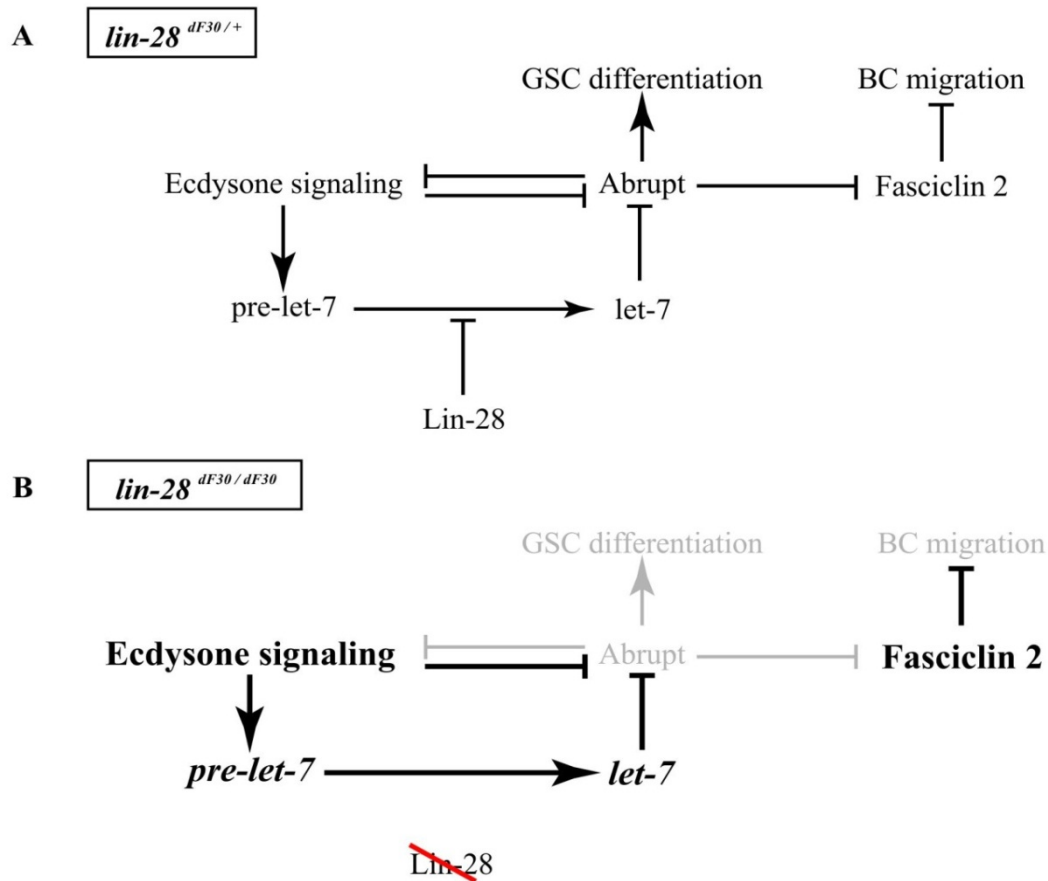 A
lin-28 dF30/+
GSC differentiation BC migration
Ecdysone signaling Abrupt Fasciclin 2
pre-let-7 let-7
Lin-28
B
lin-28 dF30/dF30
GSC differentiation BC migration
Ecdysone signaling Abrupt Fasciclin 2
pre-let-7 let-7
Lin-28